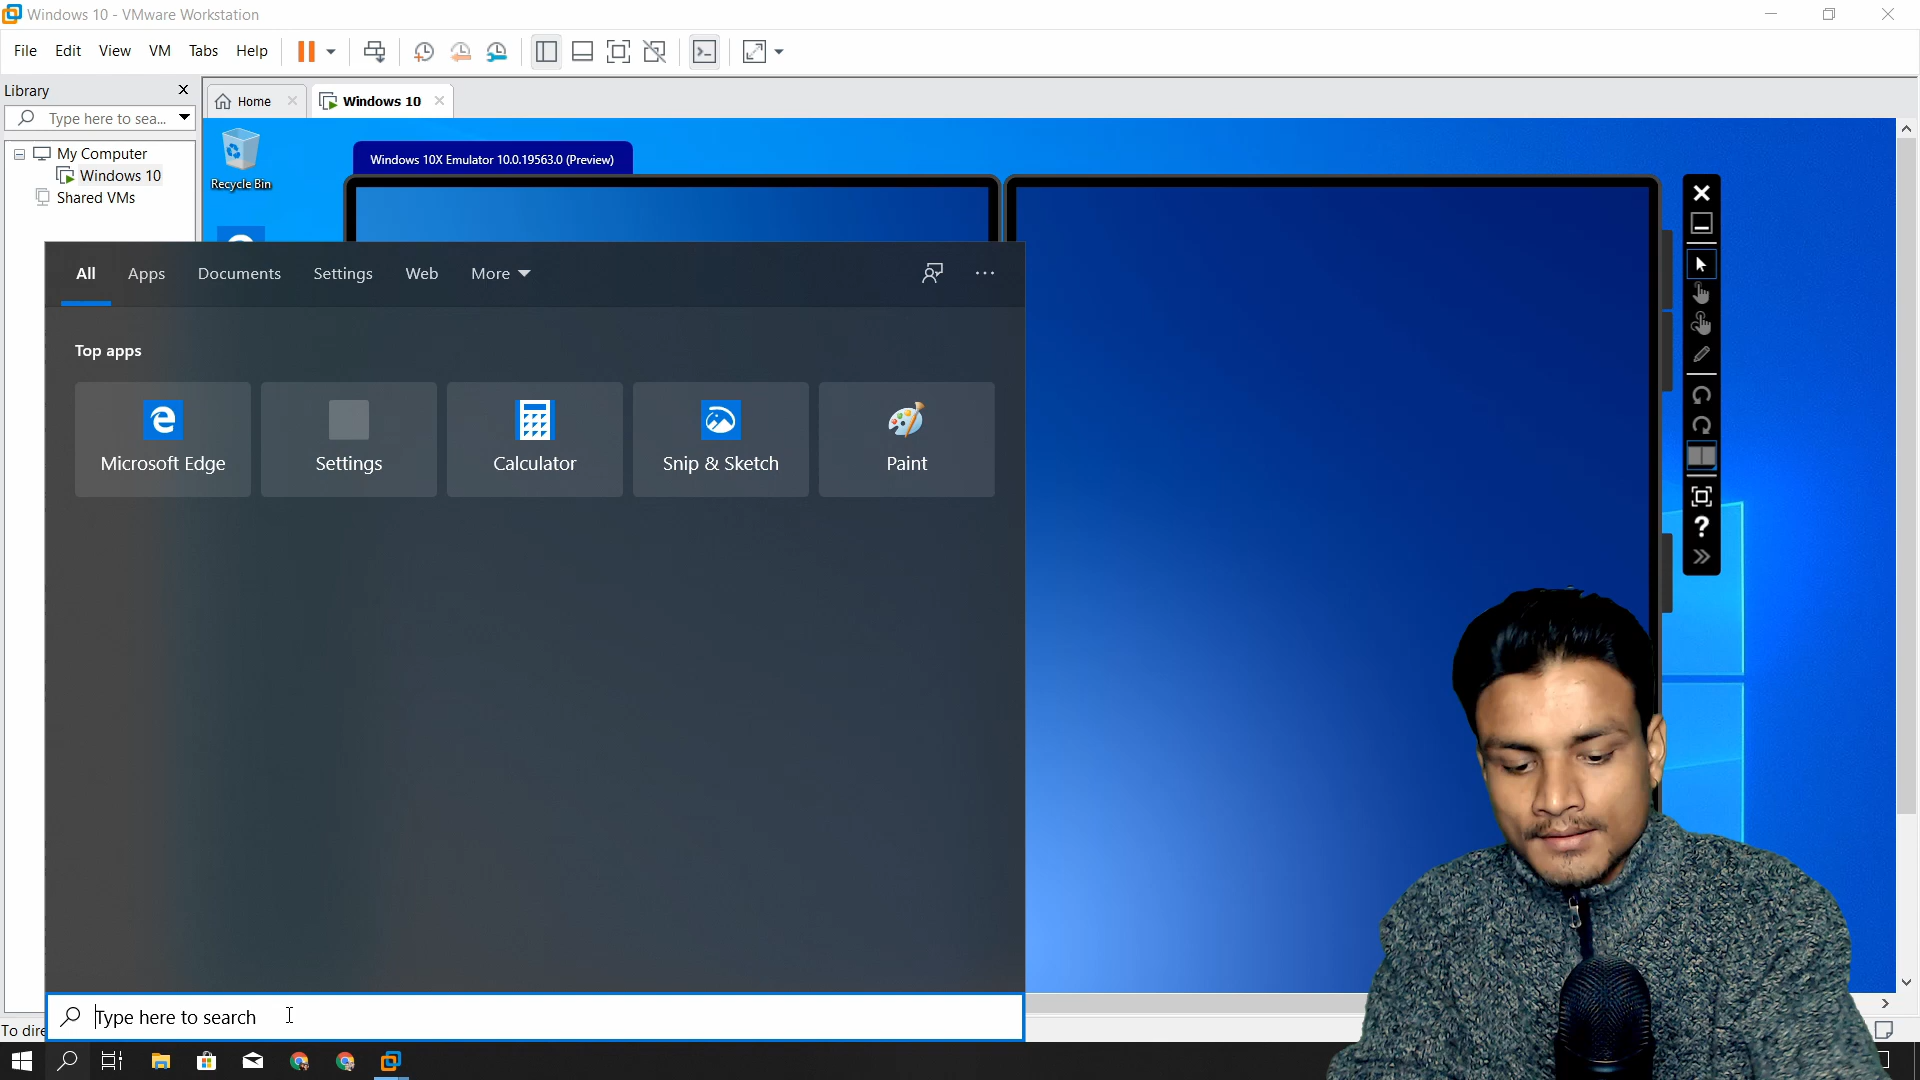 Windows 10 - VMware Workstation
File Edit View VM Tabs Help
Library
Type here to sea...
My Computer
Windows 10
Shared VMs
Home
Windows 10
Recycle Bin
Windows 10X Emulator 10.0.19563.0 (Preview)
All Apps Documents Settings Web More
Top apps
Microsoft Edge
Settings
Calculator
Snip & Sketch
Paint
Type here to search
To dire